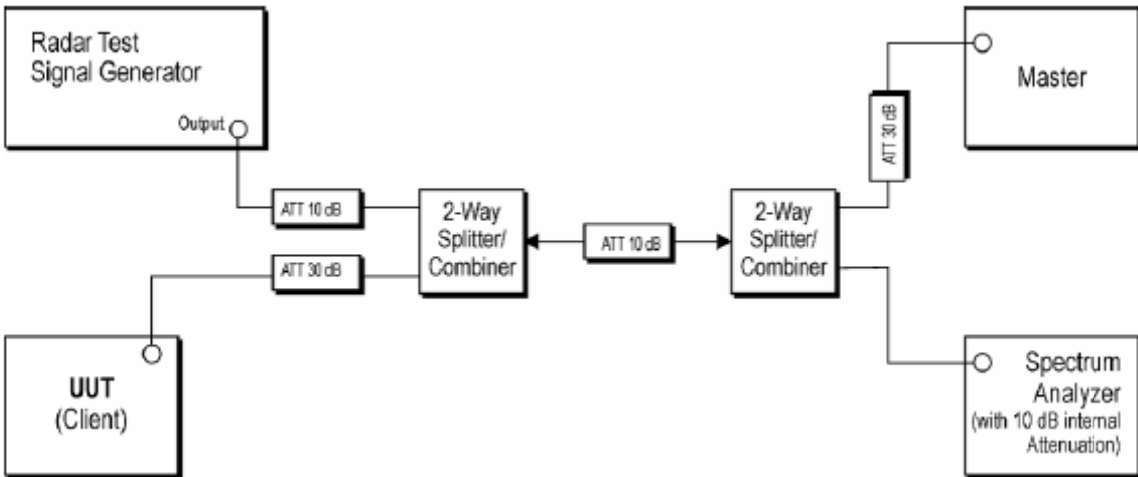 Radar Test
Signal Generator
Output
ATT 10 dB
ATT 30 dB
UUT
(Client)
2-Way
Splitter/
Combiner
ATT 10 dB
2-Way
Splitter/
Combiner
ATT 30 dB
Master
Spectrum
Analyzer
(with 10 dB internal
Attenuation)